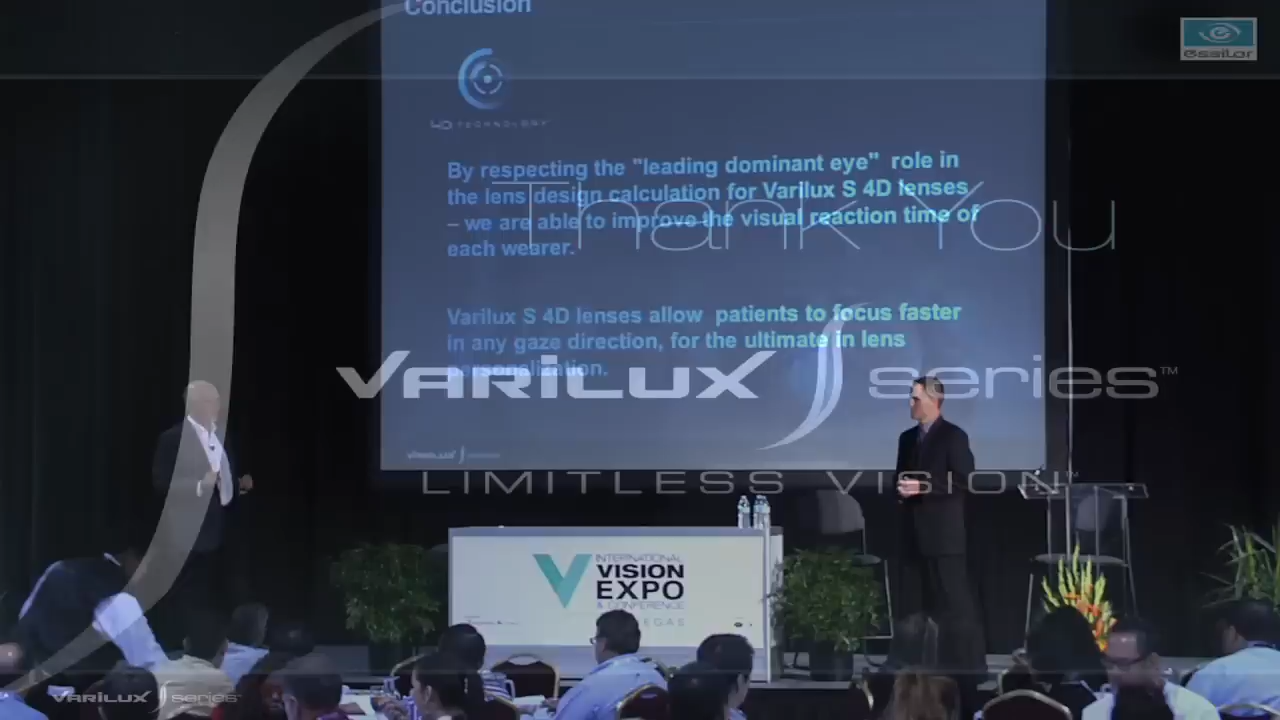 Conclusion
essilor
4D TECHNOLOGY
By respecting the "leading dominant eye" role in
the lens design calculation for Varilux S 4D lenses
– we are able to improve the visual reaction time of
each wearer.
Thank You
Varilux S 4D lenses allow patients to focus faster
in any gaze direction, for the ultimate in lens
personalization.
VARILUX S series™
VARILUX S series
LIMITLESS VISION™
INTERNATIONAL
VISION
EXPO
& CONFERENCE
VEGAS
VARILUX S series